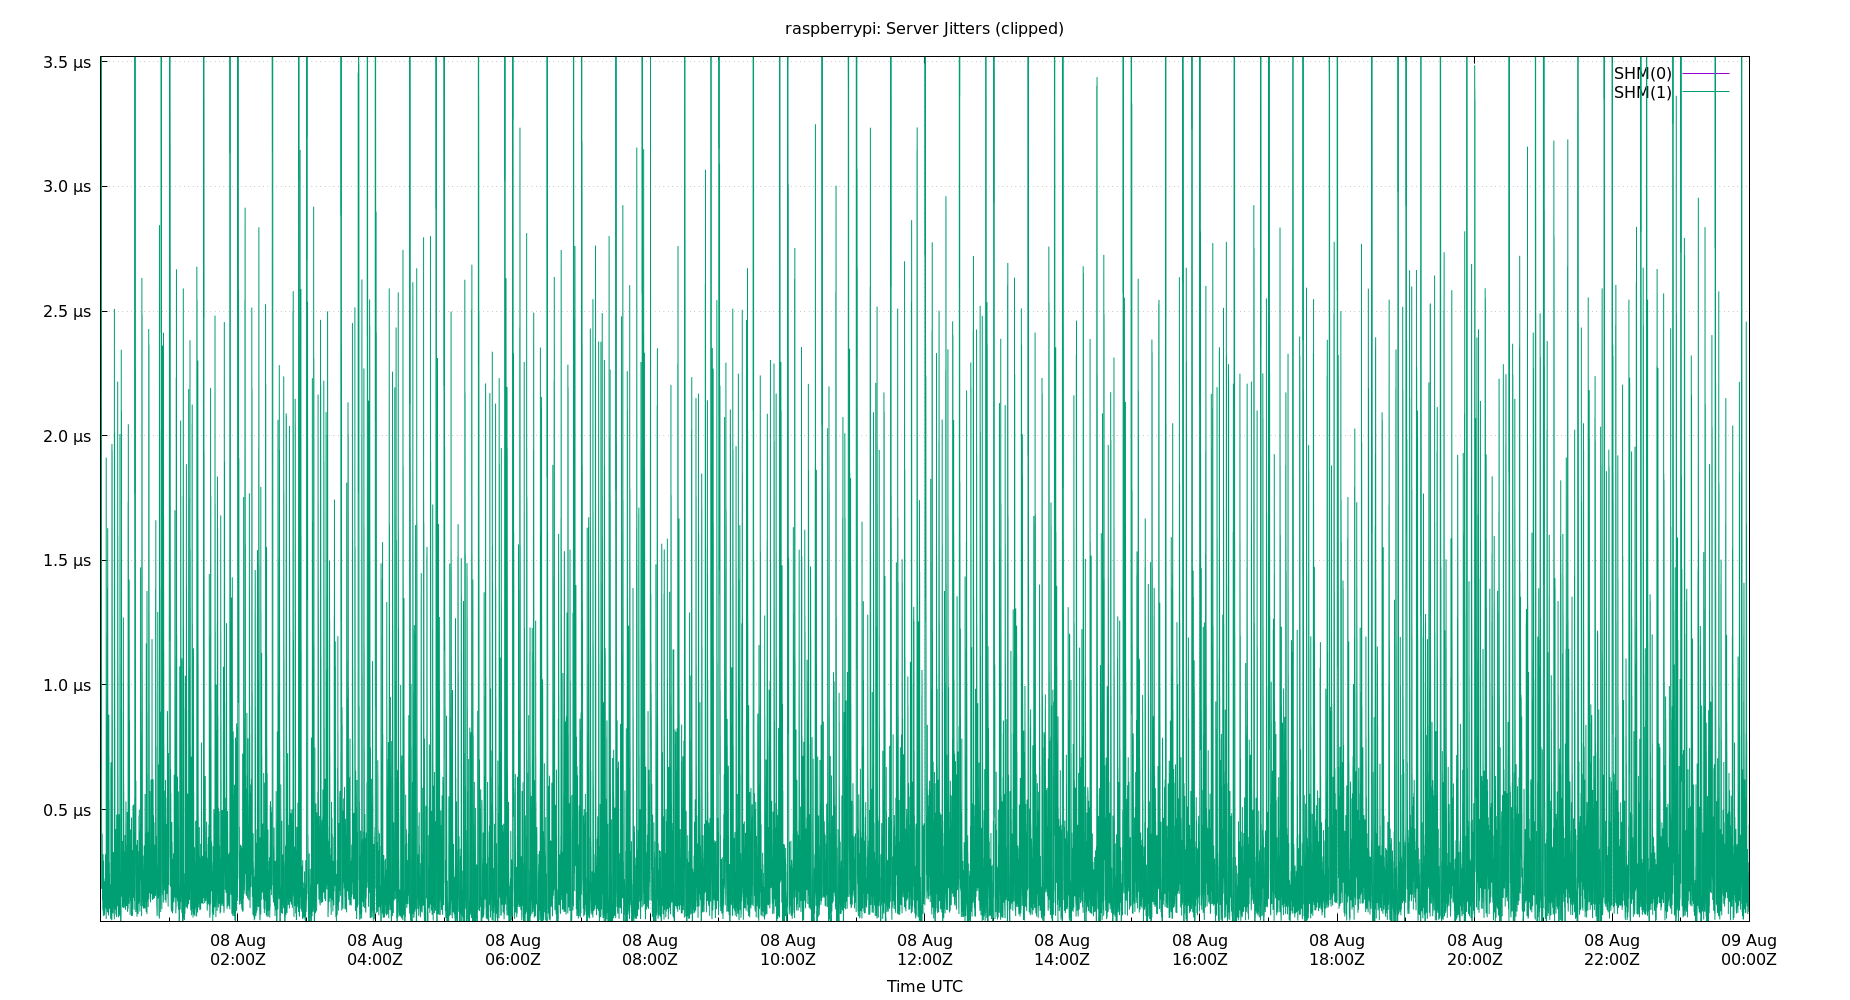 raspberrypi: Server Jitters (clipped)
3.5 µs
3.0 µs
2.5 µs
2.0 µs
1.5 µs
1.0 µs
0.5 µs
SHM(0)
SHM(1)
08 Aug 08 Aug 08 Aug 08 Aug 08 Aug 08 Aug 08 Aug 08 Aug 08 Aug 08 Aug 08 Aug 09 Aug
02:00Z 04:00Z 06:00Z 08:00Z 10:00Z 12:00Z 14:00Z 16:00Z 18:00Z 20:00Z 22:00Z 00:00Z
Time UTC